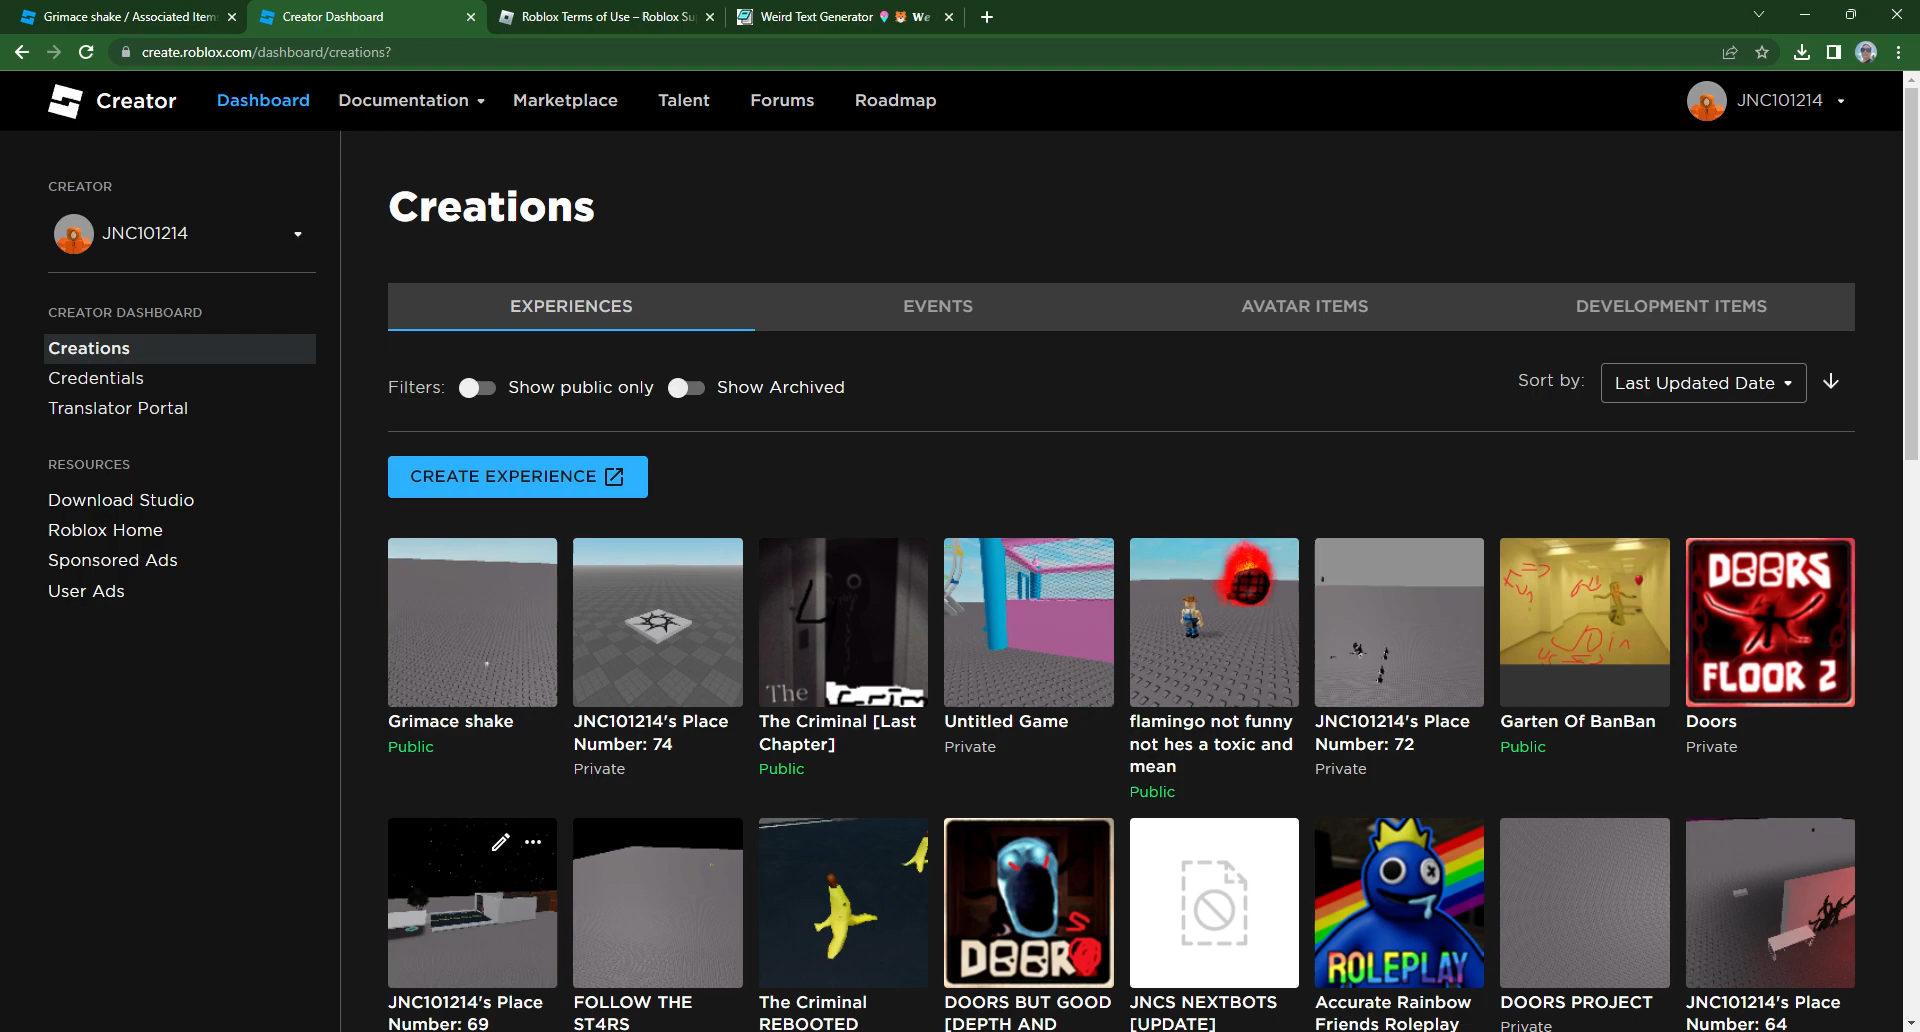 Grimace shake / Associated Item
Creator Dashboard
Roblox Terms of Use – Roblox Su
Weird Text Generator
We
create.roblox.com/dashboard/creations?
Creator
Dashboard
Documentation
Marketplace
Talent
Forums
Roadmap
JNC101214
CREATOR
JNC101214
CREATOR DASHBOARD
Creations
Credentials
Translator Portal
RESOURCES
Download Studio
Roblox Home
Sponsored Ads
User Ads
Creations
EXPERIENCES
EVENTS
AVATAR ITEMS
DEVELOPMENT ITEMS
Filters:
Show public only
Show Archived
Sort by:
Last Updated Date
CREATE EXPERIENCE
The
DOORS
FLOOR 2
Grimace shake
Public
JNC101214's Place
Number: 74
Private
The Criminal [Last
Chapter]
Public
Untitled Game
Private
flamingo not funny
not hes a toxic and
mean
Public
JNC101214's Place
Number: 72
Private
Garten Of BanBan
Public
Doors
Private
DOOR
S
ROLEPLAY
JNC101214's Place
Number: 69
FOLLOW THE
ST4RS
The Criminal
REBOOTED
DOORS BUT GOOD
[DEPTH AND
JNCS NEXTBOTS
[UPDATE]
Accurate Rainbow
Friends Roleplay
DOORS PROJECT
Private
JNC101214's Place
Number: 64